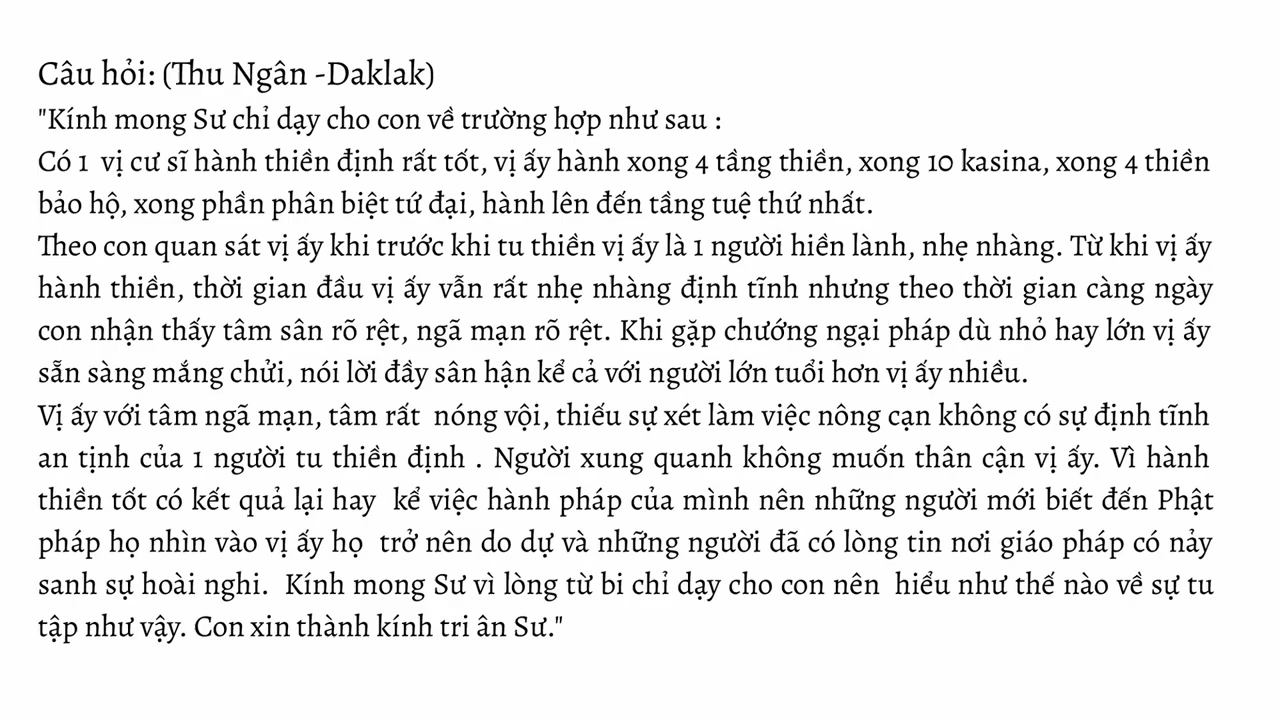 Câu hỏi: (Thu Ngân -Daklak)
"Kính mong Sư chỉ dạy cho con về trường hợp như sau :
Có 1 vị cư sĩ hành thiền định rất tốt, vị ấy hành xong 4 tầng thiền, xong 10 kasina, xong 4 thiền
bảo hộ, xong phần phân biệt tứ đại, hành lên đến tầng tuệ thứ nhất.
Theo con quan sát vị ấy khi trước khi tu thiền vị ấy là 1 người hiền lành, nhẹ nhàng. Từ khi vị ấy
hành thiền, thời gian đầu vị ấy vẫn rất nhẹ nhàng định tĩnh nhưng theo thời gian càng ngày
con nhận thấy tâm sân rõ rệt, ngã mạn rõ rệt. Khi gặp chướng ngại pháp dù nhỏ hay lớn vị ấy
sẵn sàng mắng chửi, nói lời đầy sân hận kể cả với người lớn tuổi hơn vị ấy nhiều.
Vị ấy với tâm ngã mạn, tâm rất nóng vội, thiếu sự xét làm việc nông cạn không có sự định tĩnh
an tịnh của 1 người tu thiền định . Người xung quanh không muốn thân cận vị ấy. Vì hành
thiền tốt có kết quả lại hay kể việc hành pháp của mình nên những người mới biết đến Phật
pháp họ nhìn vào vị ấy họ trở nên do dự và những người đã có lòng tin nơi giáo pháp có nảy
sanh sự hoài nghi. Kính mong Sư vì lòng từ bi chỉ dạy cho con nên hiểu như thế nào về sự tu
tập như vậy. Con xin thành kính tri ân Sư."